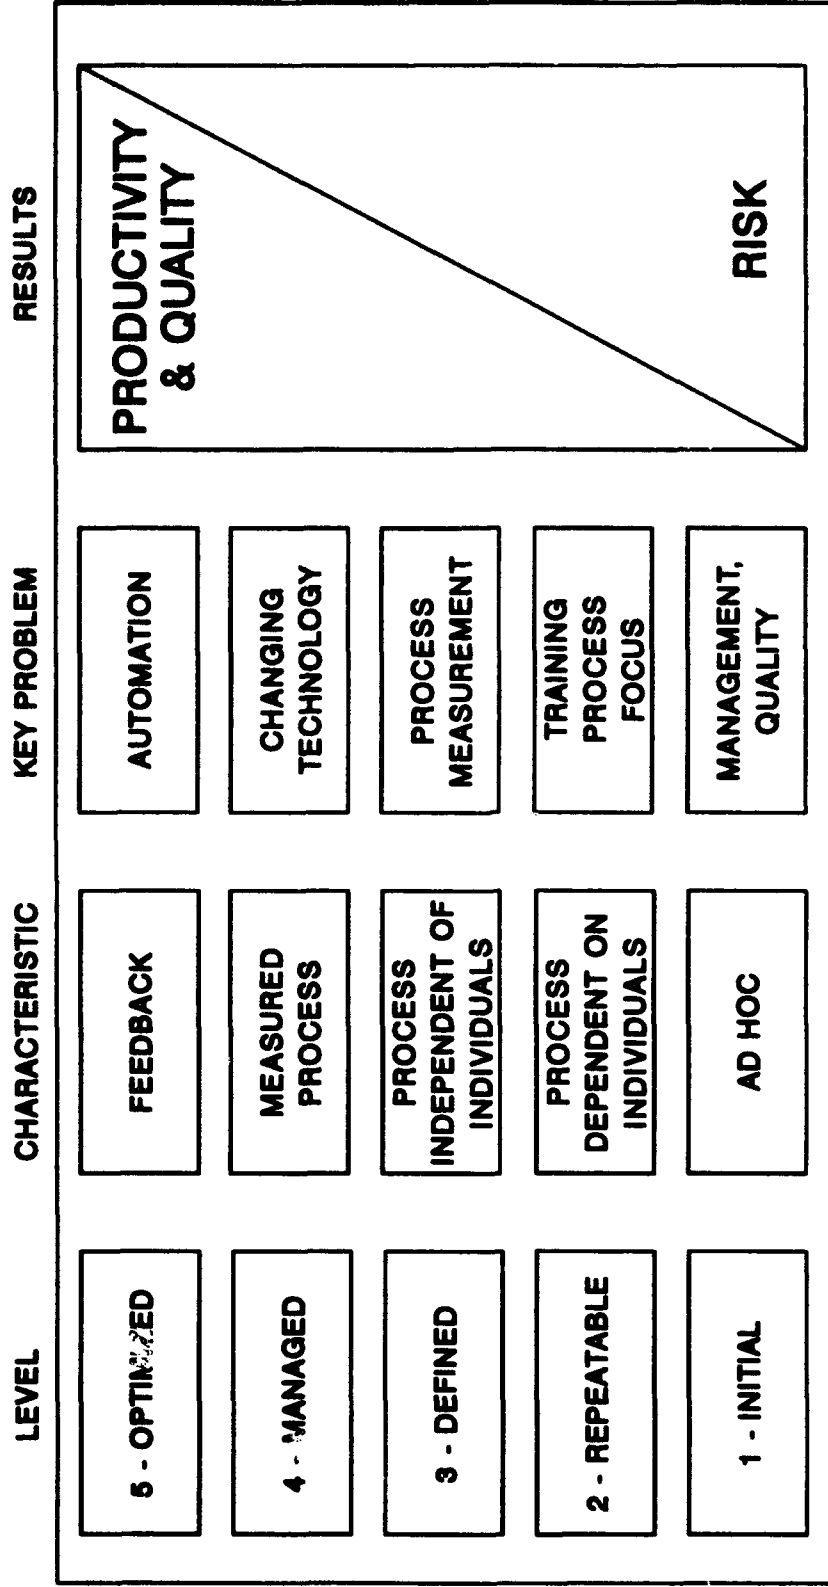 LEVEL CHARACTERISTIC KEY PROBLEM RESULTS
5 - OPTIMIZED
FEEDBACK
AUTOMATION
PRODUCTIVITY
& QUALITY
4 - MANAGED
MEASURED
PROCESS
CHANGING
TECHNOLOGY
3 - DEFINED
PROCESS
INDEPENDENT OF
INDIVIDUALS
PROCESS
MEASUREMENT
2 - REPEATABLE
PROCESS
DEPENDENT ON
INDIVIDUALS
TRAINING
PROCESS
FOCUS
1 - INITIAL
AD HOC
MANAGEMENT,
QUALITY
RISK